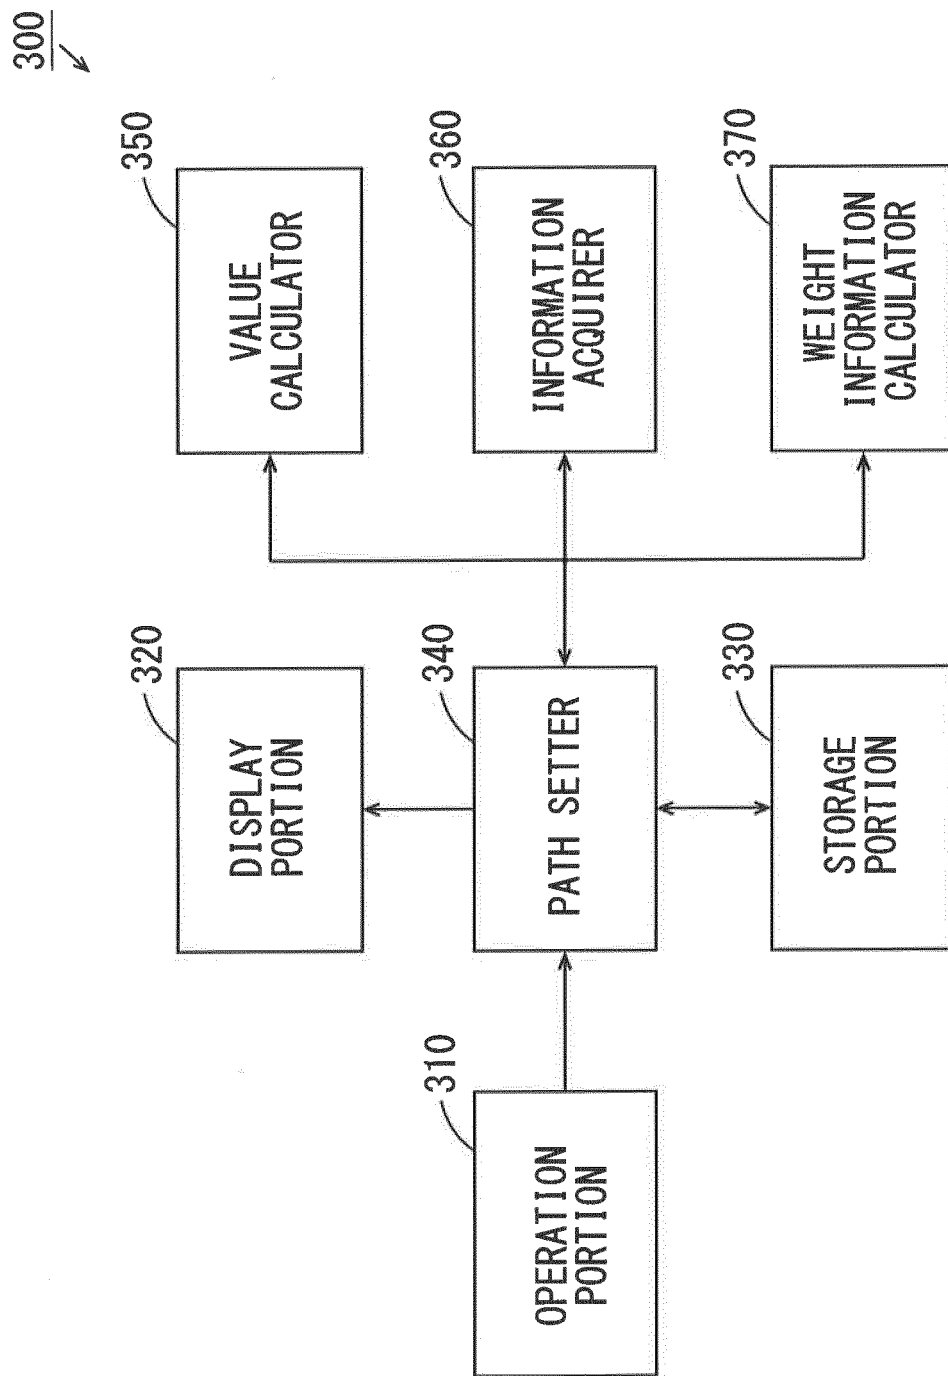 300
320
DISPLAY
PORTION
350
VALUE
CALCULATOR
310
OPERATION
PORTION
340
PATH SETTER
360
INFORMATION
ACQUIRER
330
STORAGE
PORTION
370
WEIGHT
INFORMATION
CALCULATOR